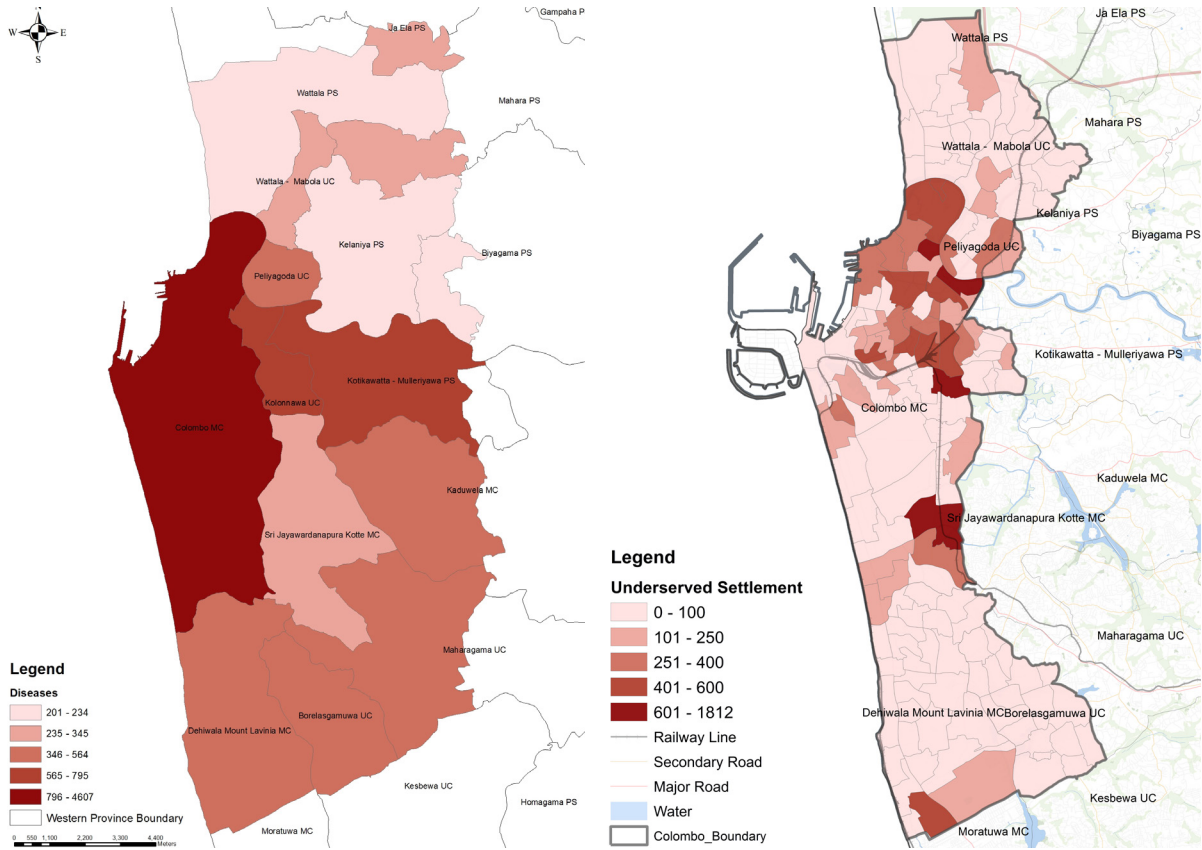 N
W E
S
Gampaha P
Ja Ela PS
Wattala PS
Mahara PS
Wattala - Mabola UC
Kelaniya PS
Biyagama PS
Peliyagoda UC
Kotikawatta - Mulleriyawa PS
Kolonnawa UC
Colombo MC
Kaduwela MC
Sri Jayawardanapura Kotte MC
Maharagama UC
Borelasgamuwa UC
Dehiwala Mount Lavinia MC
Kesbewa UC
Homagama PS
Moratuwa MC
Legend
Diseases
201 - 234
235 - 345
346 - 564
565 - 795
796 - 4607
Western Province Boundary
0 550 1,100 2,200 3,300 4,400
Meters
Ja Ela PS
Wattala PS
Mahara PS
Wattala - Mabola UC
Kelaniya PS
Biyagama PS
Peliyagoda UC
Kotikawatta - Mulleriyawa PS
Colombo MC
Kaduwela MC
Sri Jayawardanapura Kotte MC
Maharagama UC
Dehiwala Mount Lavinia MC Borelasgamuwa UC
Kesbewa UC
Moratuwa MC
Legend
Underserved Settlement
0 - 100
101 - 250
251 - 400
401 - 600
601 - 1812
Railway Line
Secondary Road
Major Road
Water
Colombo_Boundary